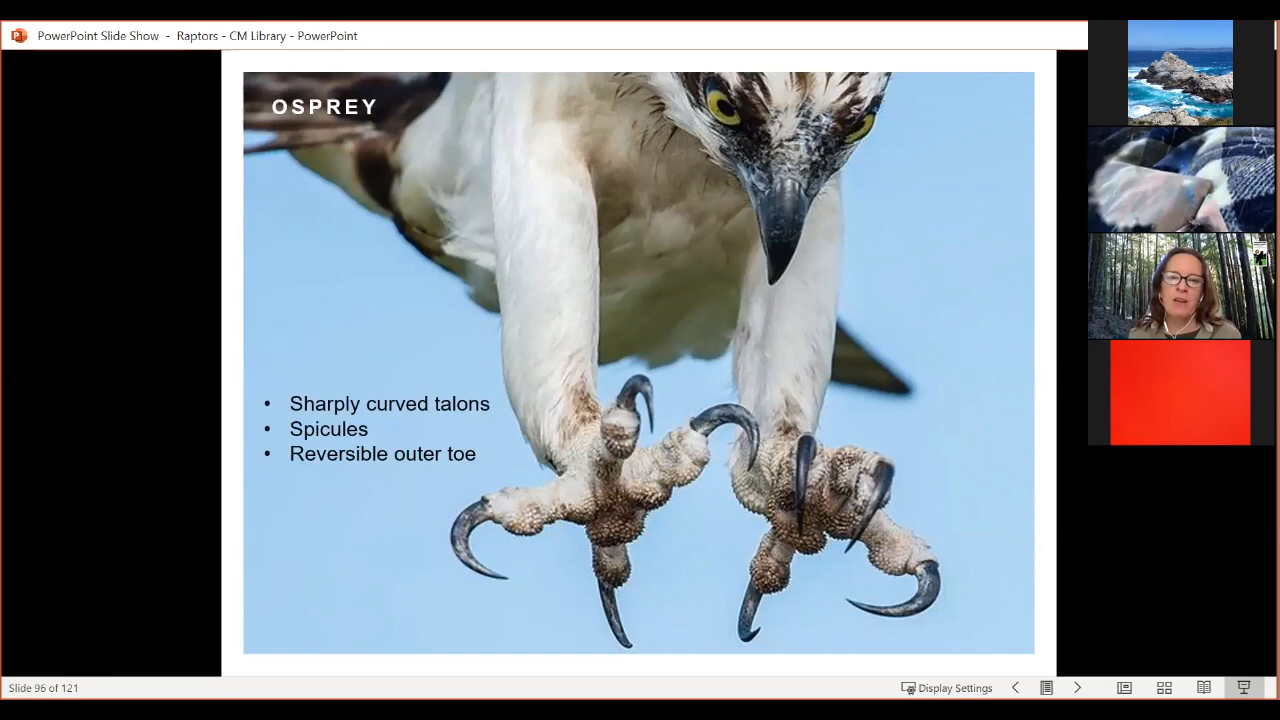 PowerPoint Slide Show - Raptors - CM Library - PowerPoint
OSPREY
• Sharply curved talons
• Spicules
• Reversible outer toe
Slide 96 of 121
Display Settings